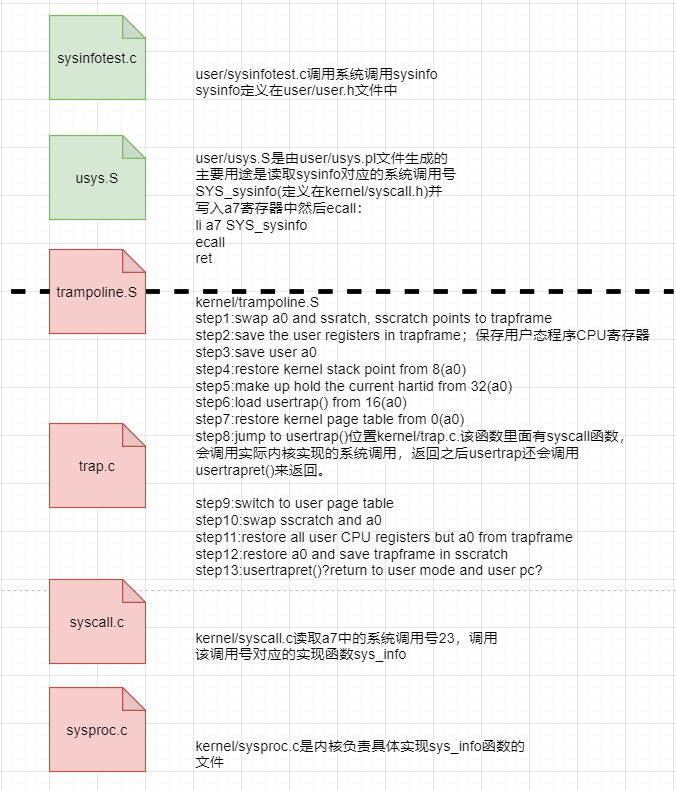 sysinfotest.c
user/sysinfotest.c调用系统调用sysinfo
sysinfo定义在user/user.h文件中
usys.S
user/usys.S是由user/usys.pl文件生成的
主要用途是读取sysinfo对应的系统调用号
SYS_sysinfo(定义在kernel/syscall.h)并
写入a7寄存器中然后ecall：
li a7 SYS_sysinfo
ecall
ret
trampoline.S
kernel/trampoline.S
step1:swap a0 and ssratch, sscratch points to trapframe
step2:save the user registers in trapframe；保存用户态程序CPU寄存器
step3:save user a0
step4:restore kernel stack point from 8(a0)
step5:make up hold the current hartid from 32(a0)
step6:load usertrap() from 16(a0)
step7:restore kernel page table from 0(a0)
step8:jump to usertrap()位置kernel/trap.c.该函数里面有syscall函数，
会调用实际内核实现的系统调用，返回之后usertrap还会调用
usertrapret()来返回。
trap.c
step9:switch to user page table
step10:swap sscratch and a0
step11:restore all user CPU registers but a0 from trapframe
step12:restore a0 and save trapframe in sscratch
step13:usertrapret()?return to user mode and user pc?
syscall.c
kernel/syscall.c读取a7中的系统调用号23，调用
该调用号对应的实现函数sys_info
sysproc.c
kernel/sysproc.c是内核负责具体实现sys_info函数的
文件